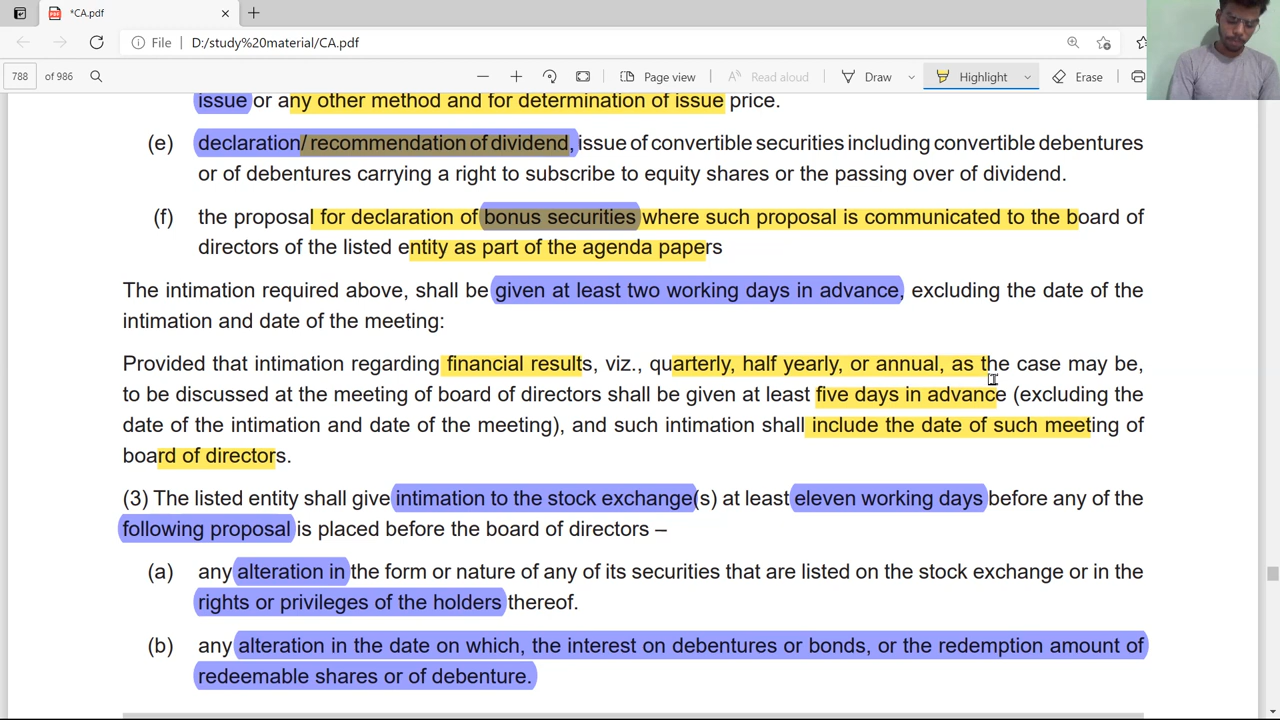 *CA.pdf
File D:/study%20material/CA.pdf
788 of 986 Page view Read aloud Draw Highlight Erase
issue or any other method and for determination of issue price.
(e) declaration/ recommendation of dividend, issue of convertible securities including convertible debentures
or of debentures carrying a right to subscribe to equity shares or the passing over of dividend.
(f) the proposal for declaration of bonus securities where such proposal is communicated to the board of
directors of the listed entity as part of the agenda papers
The intimation required above, shall be given at least two working days in advance, excluding the date of the
intimation and date of the meeting:
Provided that intimation regarding financial results, viz., quarterly, half yearly, or annual, as the case may be,
to be discussed at the meeting of board of directors shall be given at least five days in advance (excluding the
date of the intimation and date of the meeting), and such intimation shall include the date of such meeting of
board of directors.
(3) The listed entity shall give intimation to the stock exchange(s) at least eleven working days before any of the
following proposal is placed before the board of directors –
(a) any alteration in the form or nature of any of its securities that are listed on the stock exchange or in the
rights or privileges of the holders thereof.
(b) any alteration in the date on which, the interest on debentures or bonds, or the redemption amount of
redeemable shares or of debenture.